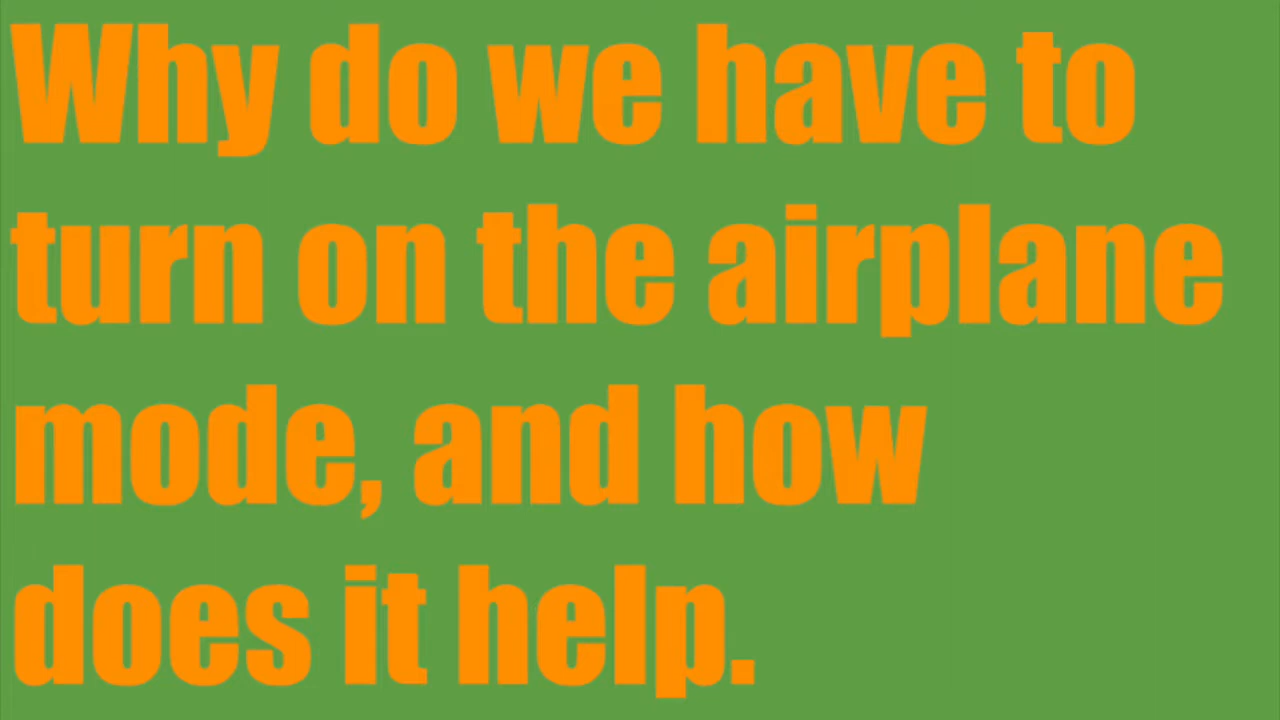 Why do we have to
turn on the airplane
mode, and how
does it help.